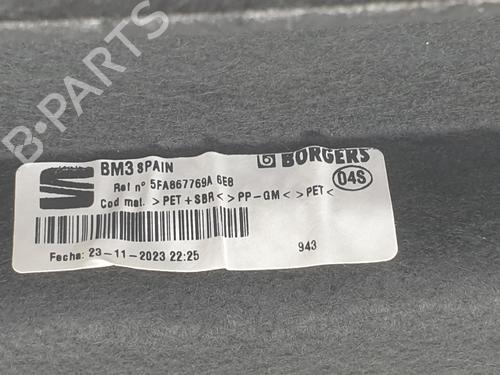 B-PARTS
BM3 SPAIN
BORGERS
Ref nº 5FA867769A 6E8
04S
Cod mat. >PET+SBR< >PP-GM< >PET<
Fecha: 23-11-2023 22:25
943